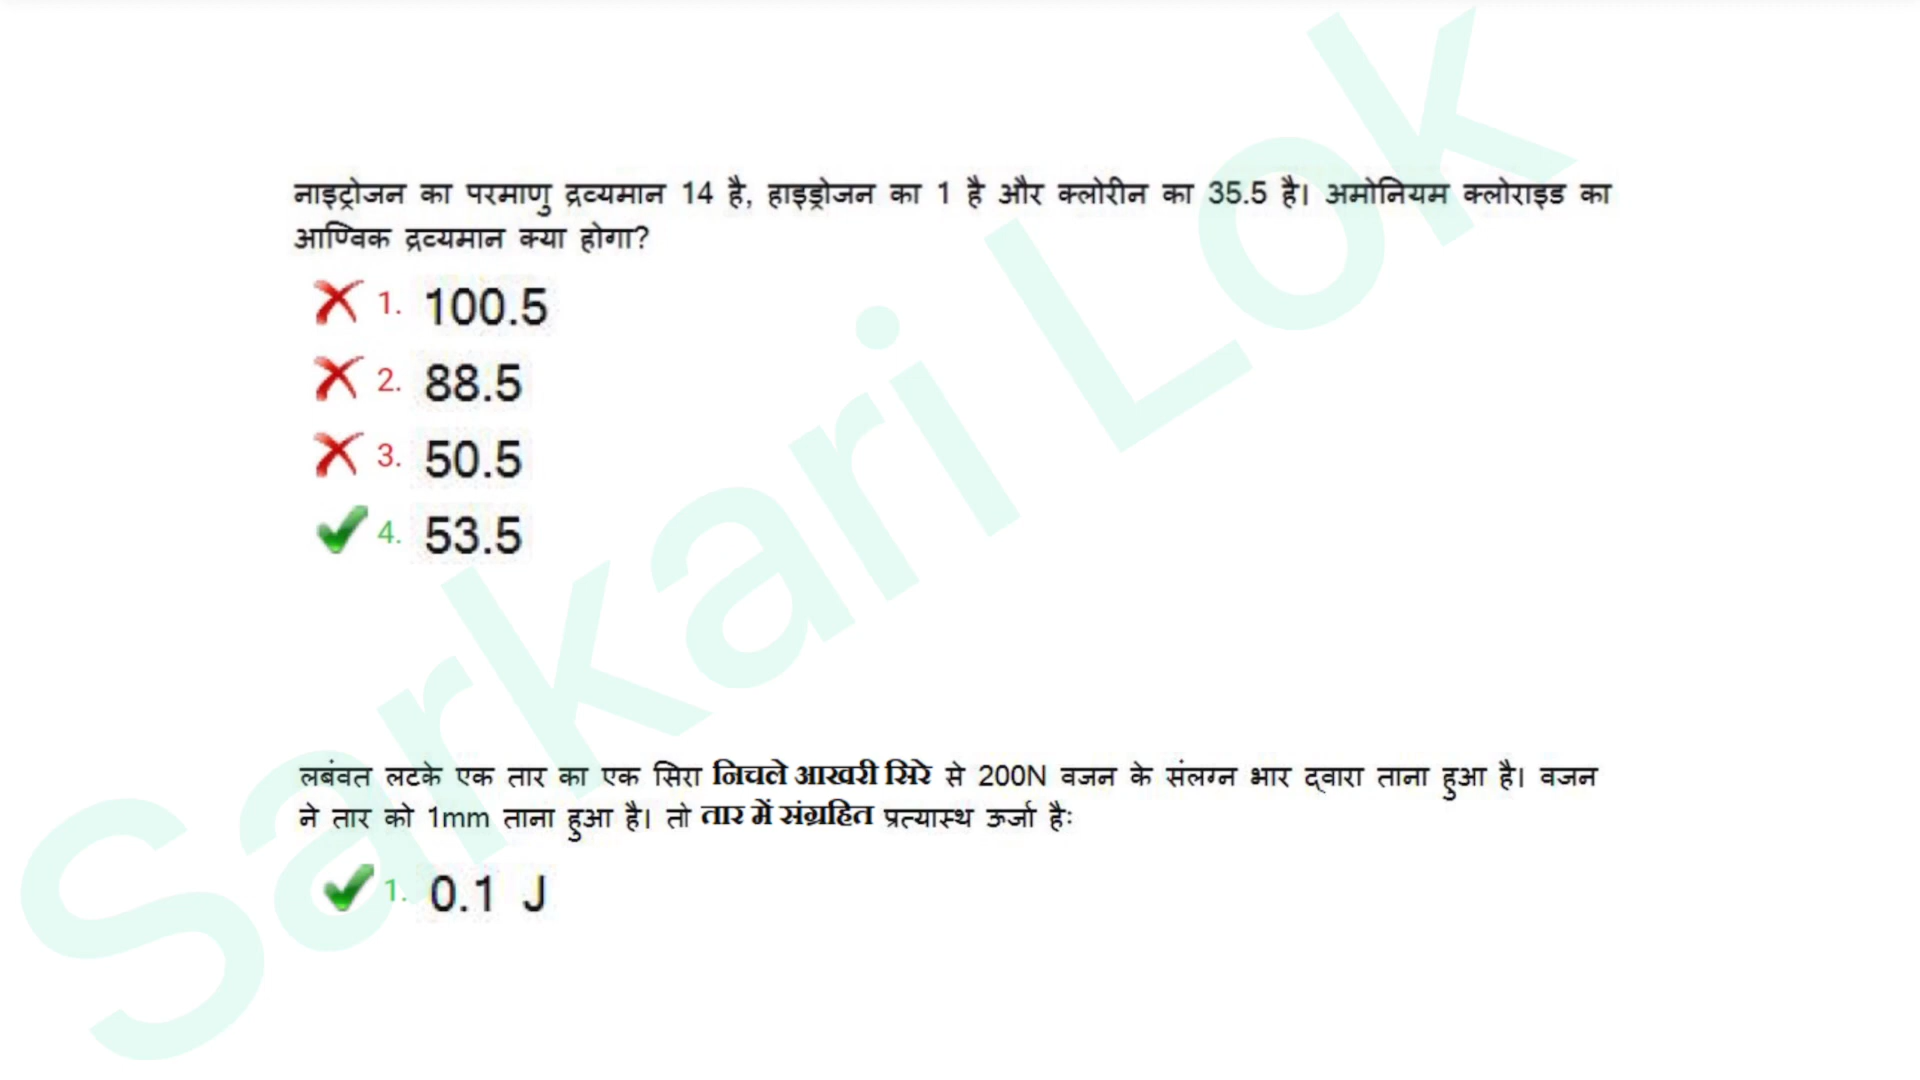 नाइट्रोजन का परमाणु द्रव्यमान 14 है, हाइड्रोजन का 1 है और क्लोरीन का 35.5 है। अमोनियम क्लोराइड का
आण्विक द्रव्यमान क्या होगा?
1. 100.5
2. 88.5
3. 50.5
4. 53.5
लबंवत लटके एक तार का एक सिरा निचले आखरी सिरे से 200N वजन के संलग्न भार द्वारा ताना हुआ है। वजन
ने तार को 1mm ताना हुआ है। तो तार में संग्रहित प्रत्यास्थ ऊर्जा है:
1. 0.1 J
Sarkari Lok